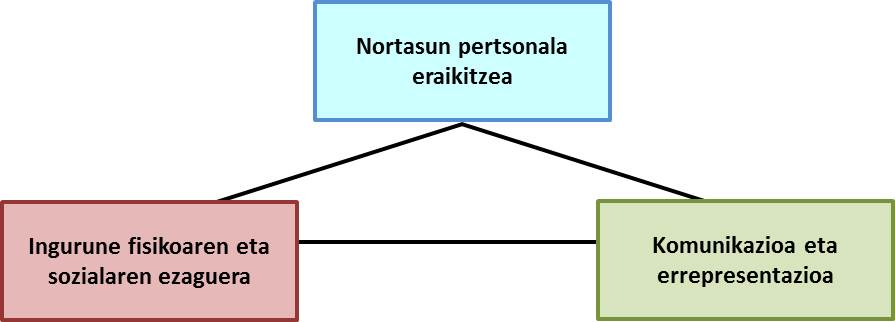 Nortasun pertsonala
eraikitzea
Ingurune fisikoaren eta
sozialaren ezaguera
Komunikazioa eta
errepresentazioa